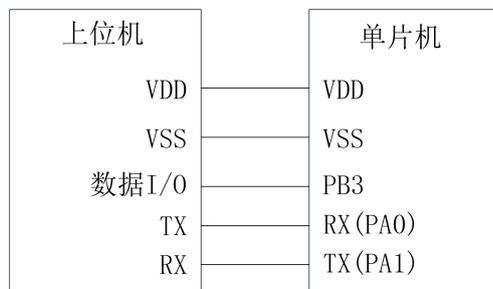 上位机
VDD
VSS
数据I/O
TX
RX
单片机
VDD
VSS
PB3
RX(PA0)
TX(PA1)